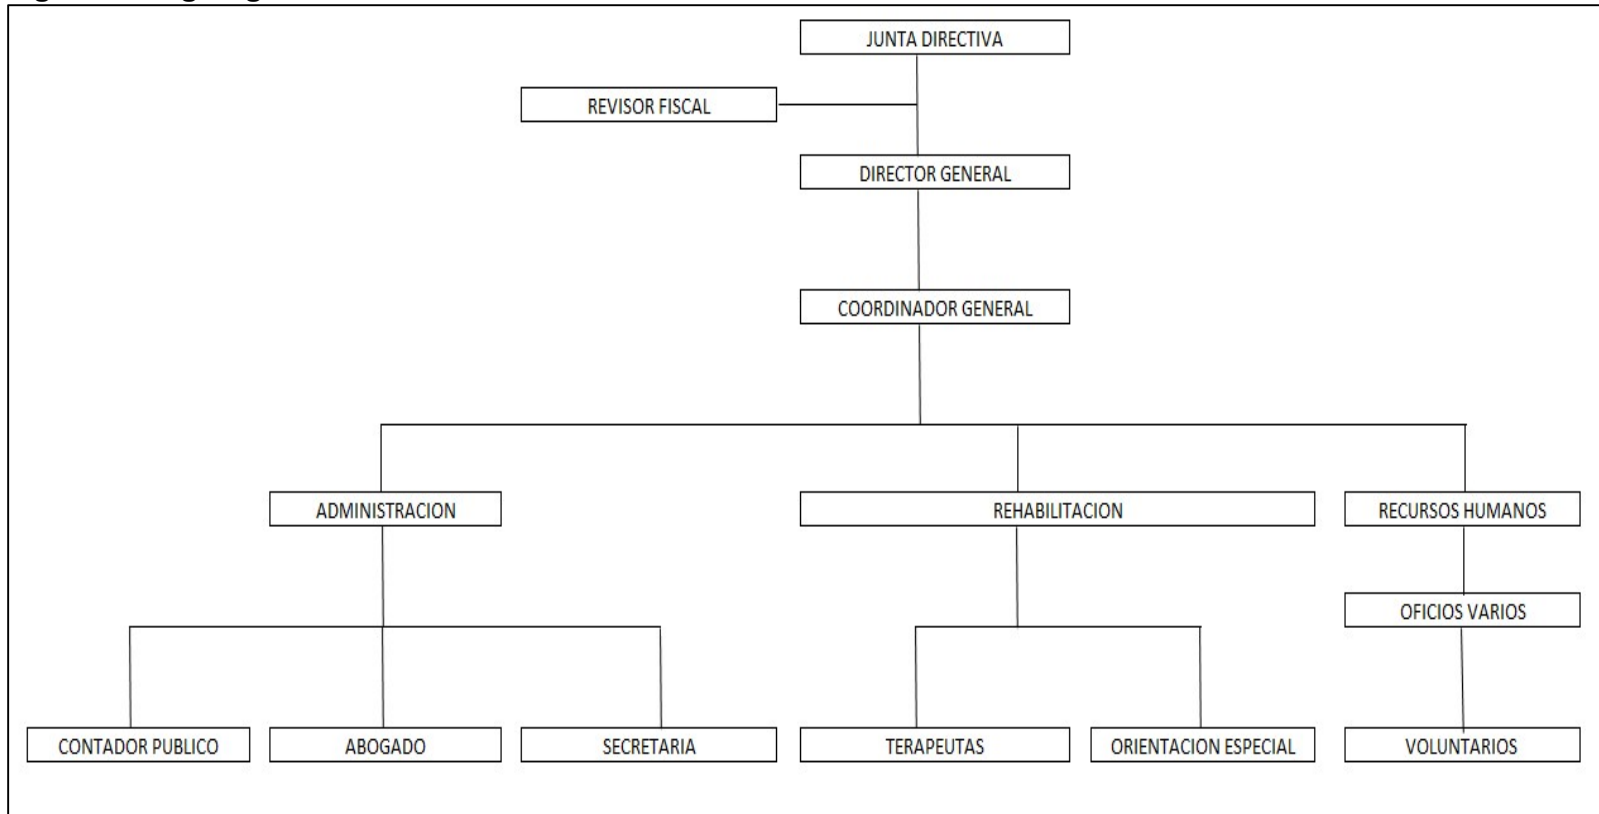 JUNTA DIRECTIVA
REVISOR FISCAL
DIRECTOR GENERAL
COORDINADOR GENERAL
ADMINISTRACION
REHABILITACION
RECURSOS HUMANOS
OFICIOS VARIOS
CONTADOR PUBLICO
ABOGADO
SECRETARIA
TERAPEUTAS
ORIENTACION ESPECIAL
VOLUNTARIOS